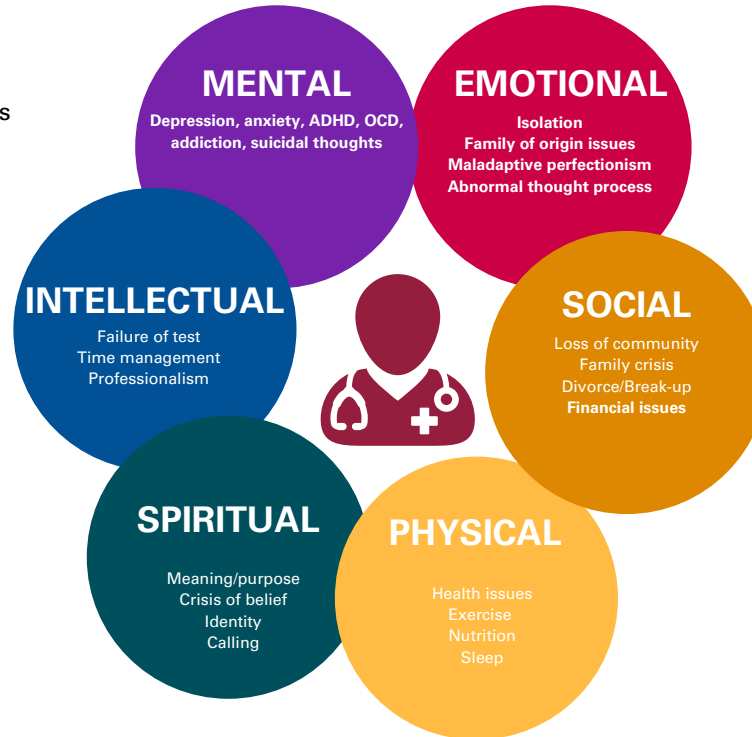 MENTAL
Depression, anxiety, ADHD, OCD,
addiction, suicidal thoughts
EMOTIONAL
Isolation
Family of origin issues
Maladaptive perfectionism
Abnormal thought process
s
INTELLECTUAL
Failure of test
Time management
Professionalism
SOCIAL
Loss of community
Family crisis
Divorce/Break-up
Financial issues
SPIRITUAL
Meaning/purpose
Crisis of belief
Identity
Calling
PHYSICAL
Health issues
Exercise
Nutrition
Sleep